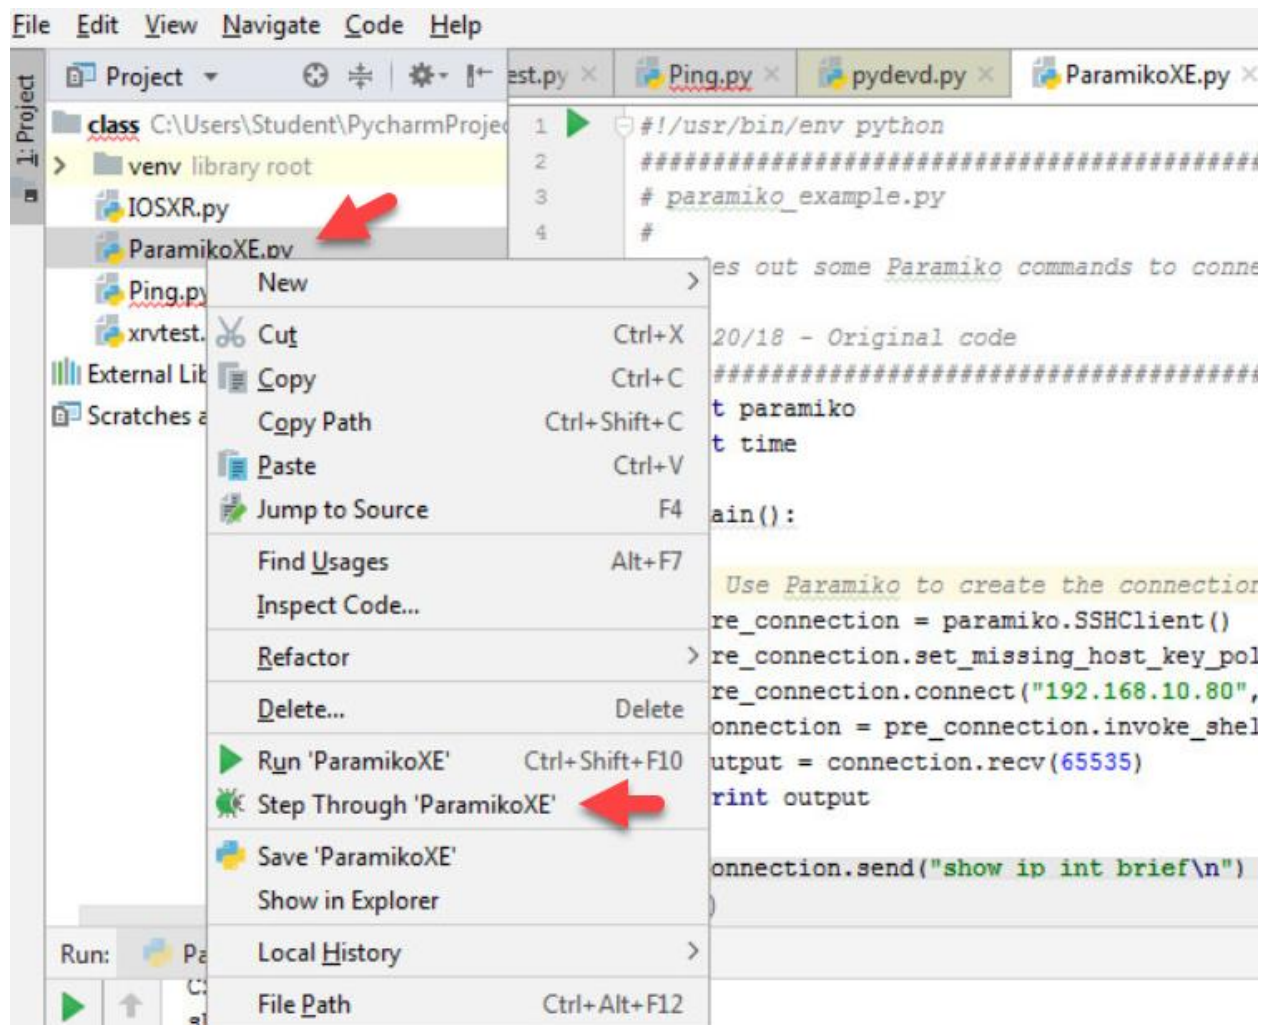 File Edit View Navigate Code Help
1: Project
Project
est.py
Ping.py
pydevd.py
ParamikoXE.py
class C:\Users\Student\PycharmProjec
venv library root
IOSXR.py
ParamikoXE.py
Ping.py
xrvtest.
External Lib
Scratches a
1 #!/usr/bin/env python
2 ###########################################
3 # paramiko_example.py
4 #
es out some Paramiko commands to conne
20/18 - Original code
######################################
t paramiko
t time
ain():
Use Paramiko to create the connection
re_connection = paramiko.SSHClient()
re_connection.set_missing_host_key_pol
re_connection.connect("192.168.10.80",
onnection = pre_connection.invoke_shel
utput = connection.recv(65535)
rint output
onnection.send("show ip int brief\n")
)
New
Cut Ctrl+X
Copy Ctrl+C
Copy Path Ctrl+Shift+C
Paste Ctrl+V
Jump to Source F4
Find Usages Alt+F7
Inspect Code...
Refactor
Delete... Delete
Run 'ParamikoXE' Ctrl+Shift+F10
Step Through 'ParamikoXE'
Save 'ParamikoXE'
Show in Explorer
Local History
File Path Ctrl+Alt+F12
Run: Pa
C: